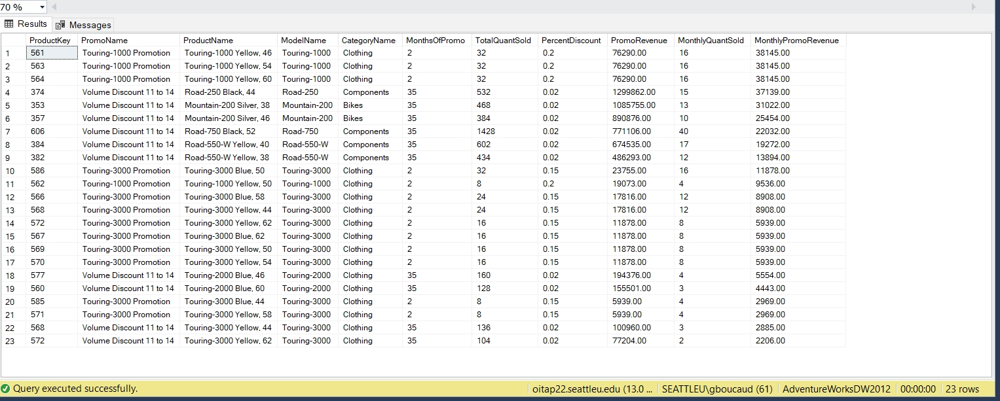 70 %
Results Messages
ProductKey PromoName ProductName ModelName CategoryName MonthsOfPromo TotalQuantSold PercentDiscount PromoRevenue MonthlyQuantSold MonthlyPromoRevenue
1 561 Touring-1000 Promotion Touring-1000 Yellow, 46 Touring-1000 Clothing 2 32 0.2 76290.00 16 38145.00
2 563 Touring-1000 Promotion Touring-1000 Yellow, 54 Touring-1000 Clothing 2 32 0.2 76290.00 16 38145.00
3 564 Touring-1000 Promotion Touring-1000 Yellow, 60 Touring-1000 Clothing 2 32 0.2 76290.00 16 38145.00
4 374 Volume Discount 11 to 14 Road-250 Black, 44 Road-250 Components 35 532 0.02 1299862.00 15 37139.00
5 353 Volume Discount 11 to 14 Mountain-200 Silver, 38 Mountain-200 Bikes 35 468 0.02 1085755.00 13 31022.00
6 357 Volume Discount 11 to 14 Mountain-200 Silver, 46 Mountain-200 Bikes 35 384 0.02 890876.00 10 25454.00
7 606 Volume Discount 11 to 14 Road-750 Black, 52 Road-750 Components 35 1428 0.02 771106.00 40 22032.00
8 384 Volume Discount 11 to 14 Road-550-W Yellow, 40 Road-550-W Components 35 602 0.02 674535.00 17 19272.00
9 382 Volume Discount 11 to 14 Road-550-W Yellow, 38 Road-550-W Components 35 434 0.02 486293.00 12 13894.00
10 586 Touring-3000 Promotion Touring-3000 Blue, 50 Touring-3000 Clothing 2 32 0.15 23755.00 16 11878.00
11 562 Touring-1000 Promotion Touring-1000 Yellow, 50 Touring-1000 Clothing 2 8 0.2 19073.00 4 9536.00
12 566 Touring-3000 Promotion Touring-3000 Blue, 58 Touring-3000 Clothing 2 24 0.15 17816.00 12 8908.00
13 568 Touring-3000 Promotion Touring-3000 Yellow, 44 Touring-3000 Clothing 2 24 0.15 17816.00 12 8908.00
14 572 Touring-3000 Promotion Touring-3000 Yellow, 62 Touring-3000 Clothing 2 16 0.15 11878.00 8 5939.00
15 567 Touring-3000 Promotion Touring-3000 Blue, 62 Touring-3000 Clothing 2 16 0.15 11878.00 8 5939.00
16 569 Touring-3000 Promotion Touring-3000 Yellow, 50 Touring-3000 Clothing 2 16 0.15 11878.00 8 5939.00
17 570 Touring-3000 Promotion Touring-3000 Yellow, 54 Touring-3000 Clothing 2 16 0.15 11878.00 8 5939.00
18 577 Volume Discount 11 to 14 Touring-2000 Blue, 46 Touring-2000 Clothing 35 160 0.02 194376.00 4 5554.00
19 560 Volume Discount 11 to 14 Touring-2000 Blue, 60 Touring-2000 Clothing 35 128 0.02 155501.00 3 4443.00
20 585 Touring-3000 Promotion Touring-3000 Blue, 44 Touring-3000 Clothing 2 8 0.15 5939.00 4 2969.00
21 571 Touring-3000 Promotion Touring-3000 Yellow, 58 Touring-3000 Clothing 2 8 0.15 5939.00 4 2969.00
22 568 Volume Discount 11 to 14 Touring-3000 Yellow, 44 Touring-3000 Clothing 35 136 0.02 100960.00 3 2885.00
23 572 Volume Discount 11 to 14 Touring-3000 Yellow, 62 Touring-3000 Clothing 35 104 0.02 77204.00 2 2206.00
Query executed successfully. oitap22.seattleu.edu (13.0 ... SEATTLEU\gboucaud (61) AdventureWorksDW2012 00:00:00 23 rows